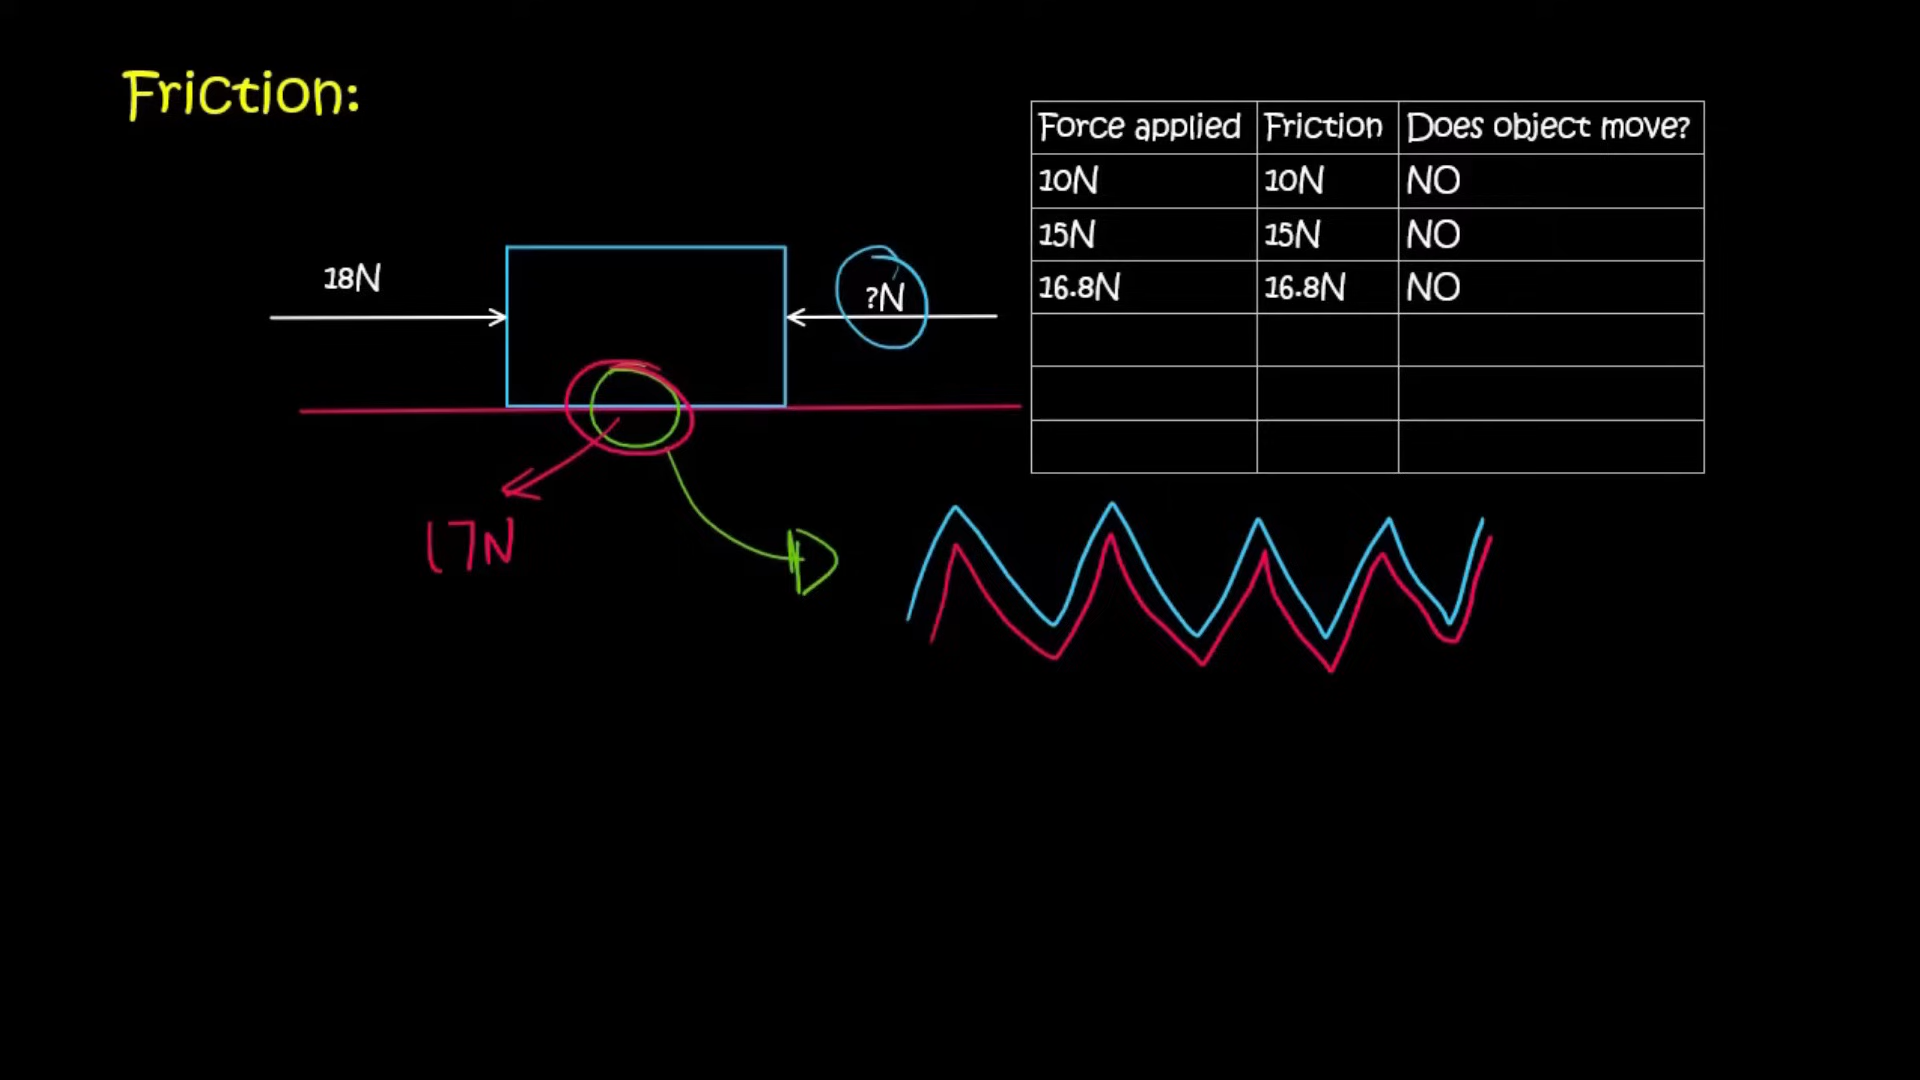 Friction:
Force applied Friction Does object move?
10N 10N NO
15N 15N NO
16.8N 16.8N NO
18N
?N
17N